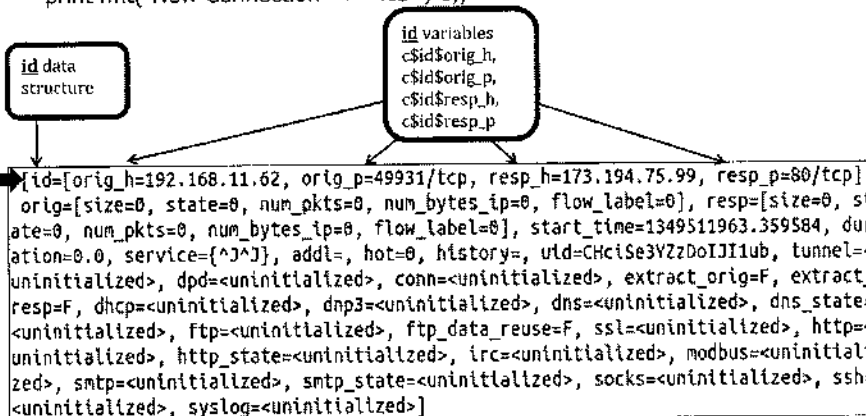 id data
structure
id variables
c$id$orig_h,
c$id$orig_p,
c$id$resp_h,
c$id$resp_p
[id=[orig_h=192.168.11.62, orig_p=49931/tcp, resp_h=173.194.75.99, resp_p=80/tcp]
orig=[size=0, state=0, num_pkts=0, num_bytes_ip=0, flow_label=0], resp=[size=0, st
ate=0, num_pkts=0, num_bytes_ip=0, flow_label=0], start_time=1349511963.359584, dur
ation=0.0, service={^J^J}, addl=, hot=0, history=, uid=CHciSe3YZzDoIJI1ub, tunnel=<
uninitialized>, dpd=<uninitialized>, conn=<uninitialized>, extract_orig=F, extract_
resp=F, dhcp=<uninitialized>, dnp3=<uninitialized>, dns=<uninitialized>, dns_state=
<uninitialized>, ftp=<uninitialized>, ftp_data_reuse=F, ssl=<uninitialized>, http=<
uninitialized>, http_state=<uninitialized>, irc=<uninitialized>, modbus=<uninitiali
zed>, smtp=<uninitialized>, smtp_state=<uninitialized>, socks=<uninitialized>, ssh=
<uninitialized>, syslog=<uninitialized>]